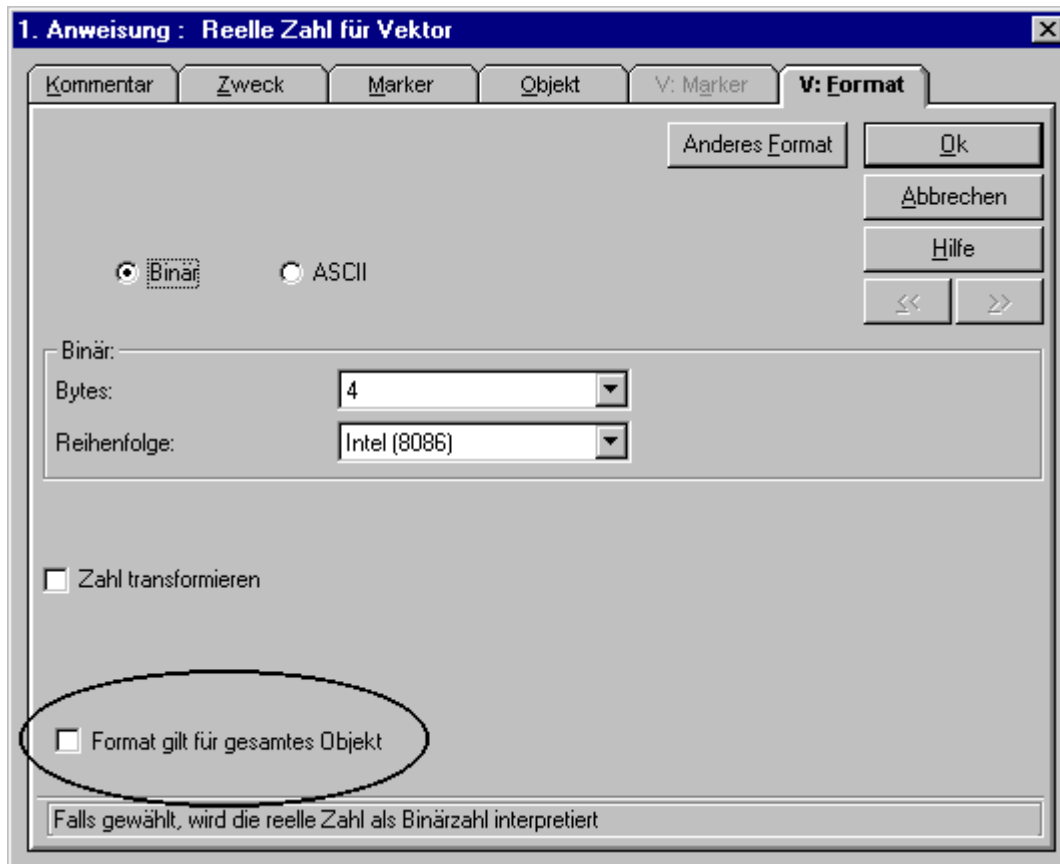 1. Anweisung : Reelle Zahl für Vektor
Kommentar Zweck Marker Objekt V: Marker V: Format
Anderes Format Ok
Abbrechen
Hilfe
<< >>
Binär ASCII
Binär:
Bytes: 4
Reihenfolge: Intel (8086)
Zahl transformieren
Format gilt für gesamtes Objekt
Falls gewählt, wird die reelle Zahl als Binärzahl interpretiert